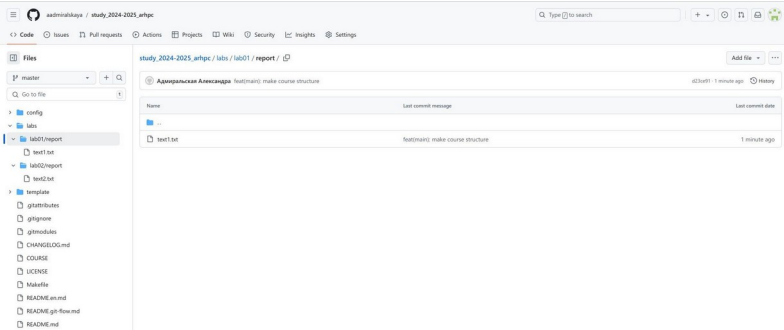 aadmiralskaya / study_2024-2025_arhpc
Type / to search
Code Issues Pull requests Actions Projects Wiki Security Insights Settings
Files
study_2024-2025_arhpc / labs / lab01 / report /
Add file
master
Адмиральская Александра feat(main): make course structure
d23ce91 · 1 minute ago History
Go to file t
Name Last commit message Last commit date
config
labs
..
lab01/report
text1.txt feat(main): make course structure 1 minute ago
text1.txt
lab02/report
text2.txt
template
.gitattributes
.gitignore
.gitmodules
CHANGELOG.md
COURSE
LICENSE
Makefile
README.en.md
README.git-flow.md
README.md